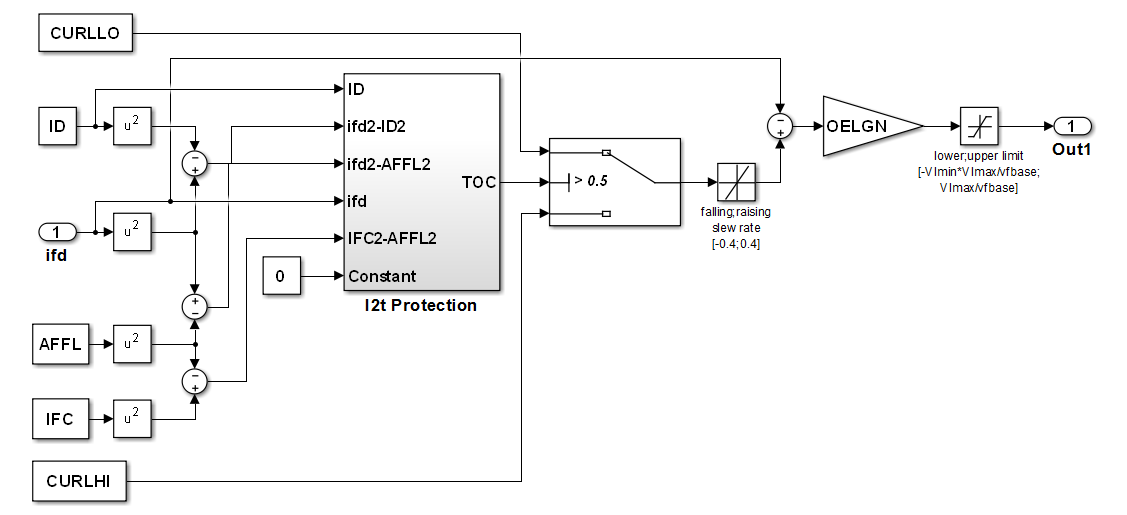 CURLLO
ID
u2
ID
ifd2-ID2
ifd2-AFFL2
ifd
IFC2-AFFL2
Constant
TOC
I2t Protection
1
ifd
u2
0
AFFL
u2
IFC
u2
CURLHI
> 0.5
falling;raising
slew rate
[-0.4;0.4]
−
+
−
+
+
−
−
+
OELGN
lower;upper limit
[-VImin*VImax/vfbase;
VImax/vfbase]
1
Out1